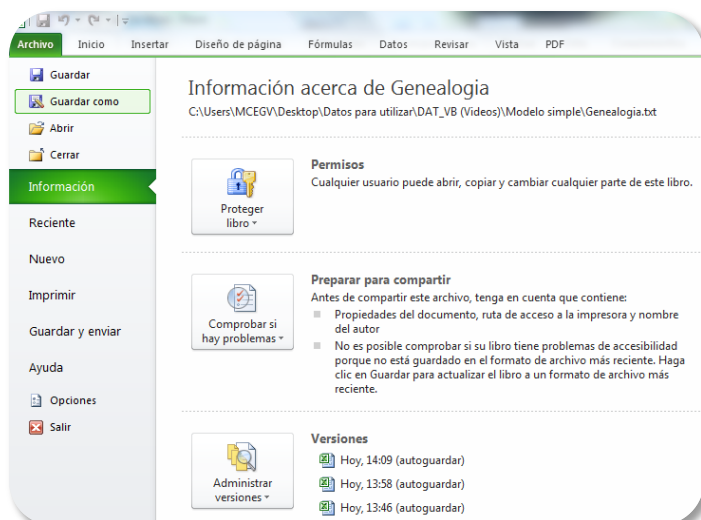 Archivo Inicio Insertar Diseño de página Fórmulas Datos Revisar Vista PDF
Guardar
Guardar como
Abrir
Cerrar
Información
Reciente
Nuevo
Imprimir
Guardar y enviar
Ayuda
Opciones
Salir
Información acerca de Genealogia
C:\Users\MCEGV\Desktop\Datos para utilizar\DAT_VB (Videos)\Modelo simple\Genealogia.txt
Proteger
libro
Permisos
Cualquier usuario puede abrir, copiar y cambiar cualquier parte de este libro.
Comprobar si
hay problemas
Preparar para compartir
Antes de compartir este archivo, tenga en cuenta que contiene:
Propiedades del documento, ruta de acceso a la impresora y nombre
del autor
No es posible comprobar si su libro tiene problemas de accesibilidad
porque no está guardado en el formato de archivo más reciente. Haga
clic en Guardar para actualizar el libro a un formato de archivo más
reciente.
Administrar
versiones
Versiones
Hoy, 14:09 (autoguardar)
Hoy, 13:58 (autoguardar)
Hoy, 13:46 (autoguardar)